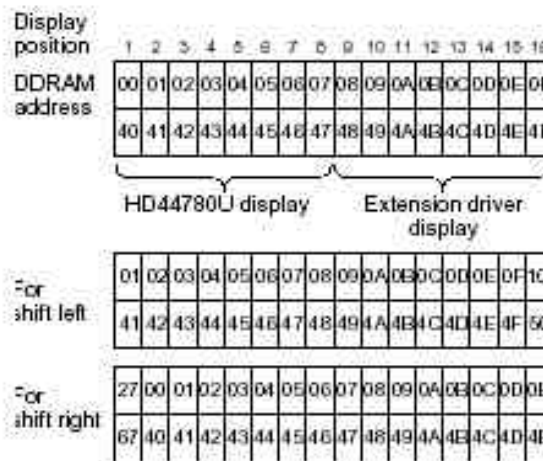 Display
position 1 2 3 4 5 6 7 8 9 10 11 12 13 14 15 16
DDRAM
address
00 01 02 03 04 05 06 07 08 09 0A 0B 0C 0D 0E
40 41 42 43 44 45 46 47 48 49 4A 4B 4C 4D 4E
HD44780U display Extension driver
display
For
shift left
01 02 03 04 05 06 07 08 09 0A 0B 0C 0D 0E 0F 10
41 42 43 44 45 46 47 48 49 4A 4B 4C 4D 4E 4F 50
For
shift right
27 00 01 02 03 04 05 06 07 08 09 0A 0B 0C 0D
67 40 41 42 43 44 45 46 47 48 49 4A 4B 4C 4D